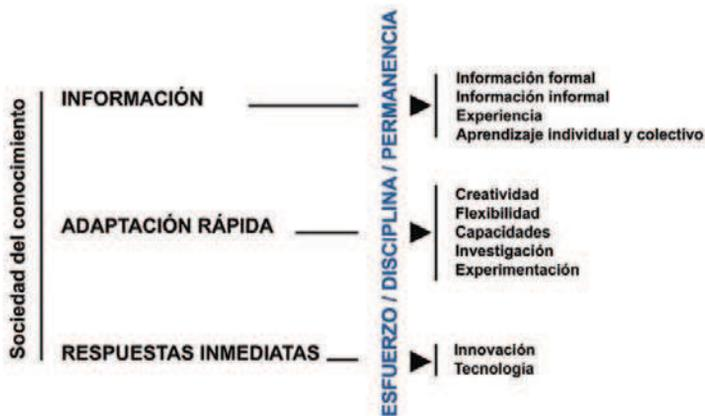 Sociedad del conocimiento
INFORMACIÓN
ESFUERZO / DISCIPLINA / PERMANENCIA
Información formal
Información informal
Experiencia
Aprendizaje individual y colectivo
ADAPTACIÓN RÁPIDA
Creatividad
Flexibilidad
Capacidades
Investigación
Experimentación
RESPUESTAS INMEDIATAS
Innovación
Tecnología